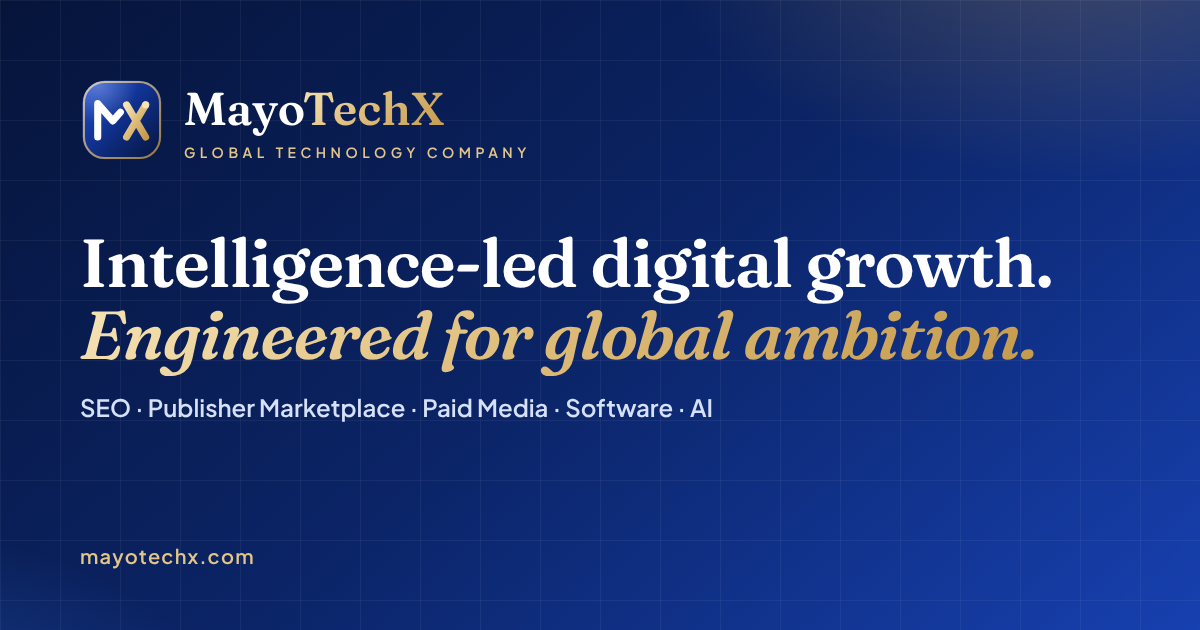 MX
MayoTechX
GLOBAL TECHNOLOGY COMPANY
Intelligence-led digital growth.
Engineered for global ambition.
SEO · Publisher Marketplace · Paid Media · Software · AI
mayotechx.com